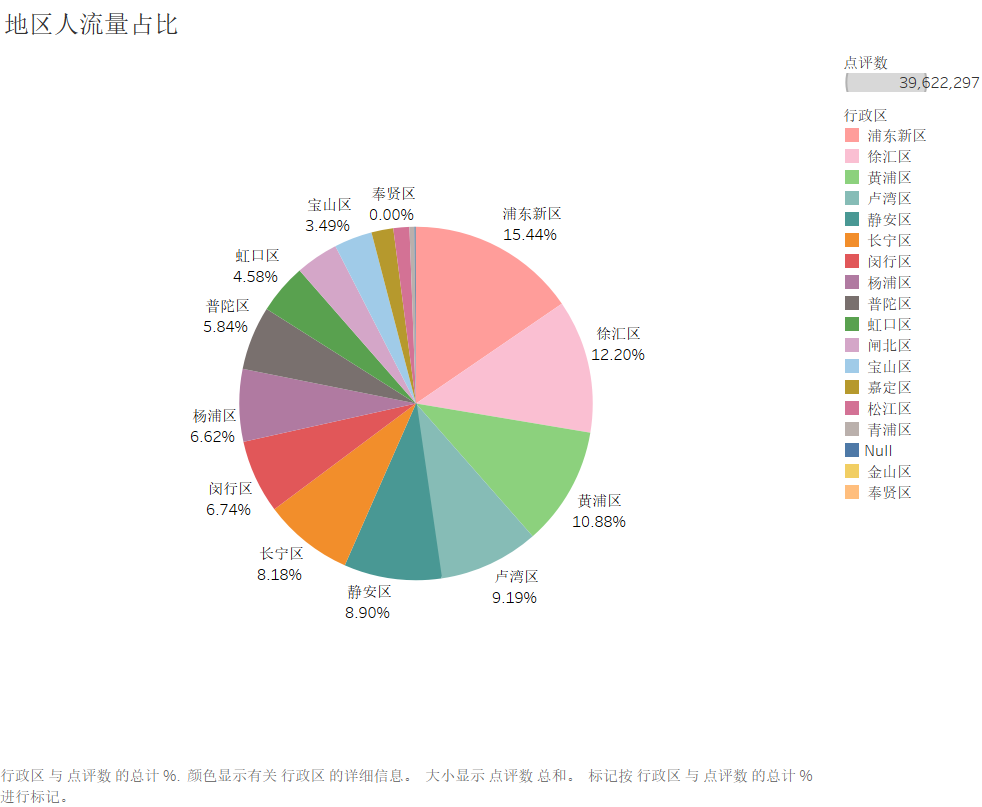 地区人流量占比
点评数
39,622,297
行政区
浦东新区
徐汇区
黄浦区
卢湾区
静安区
长宁区
闵行区
杨浦区
普陀区
虹口区
闸北区
宝山区
嘉定区
松江区
青浦区
Null
金山区
奉贤区
奉贤区
0.00%
宝山区
3.49%
浦东新区
15.44%
虹口区
4.58%
普陀区
5.84%
徐汇区
12.20%
杨浦区
6.62%
闵行区
6.74%
黄浦区
10.88%
长宁区
8.18%
卢湾区
9.19%
静安区
8.90%
行政区 与 点评数 的总计 %. 颜色显示有关 行政区 的详细信息。 大小显示 点评数 总和。 标记按 行政区 与 点评数 的总计 %
进行标记。